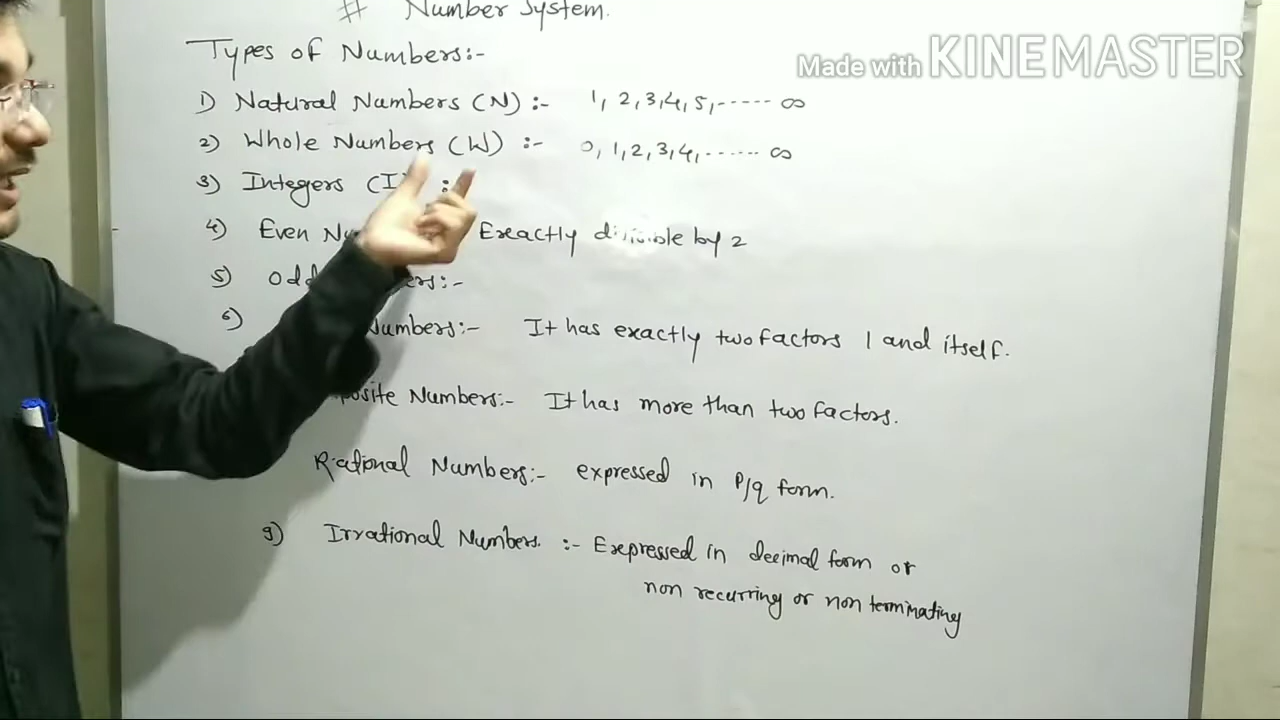 # Number System.
Made with KINEMASTER
Types of Numbers:-
1) Natural Numbers (N) :- 1, 2, 3, 4, 5, ----- ∞
2) Whole Numbers (W) :- 0, 1, 2, 3, 4, ------ ∞
3) Integers (I) :-
4) Even Exactly divisible by 2
5) Odd
6) Numbers:- It has exactly two factors 1 and itself.
Numbers:- It has more than two factors.
Rational Numbers:- expressed in P/q form.
9) Irrational Numbers. :- Expressed in decimal form or
non recurring or non terminating